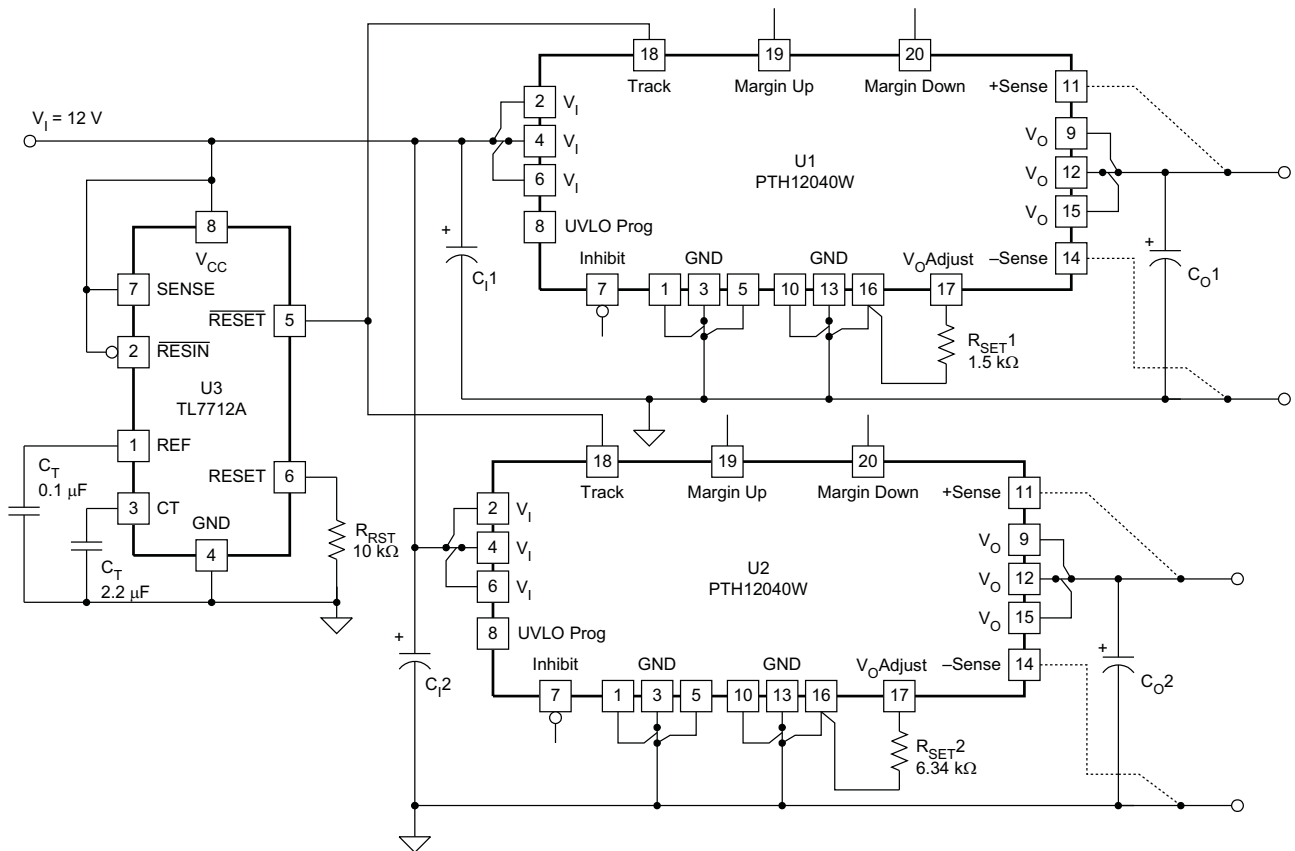 V_I = 12 V
8
V_CC
7 SENSE
2 RESIN
RESET 5
U3
TL7712A
1 REF
RESET 6
3 CT
GND
4
C_T
0.1 μF
C_T
2.2 μF
R_RST
10 kΩ
18 19 20
Track Margin Up Margin Down
2 V_I
4 V_I
6 V_I
8 UVLO Prog
U1
PTH12040W
+Sense 11
V_O 9
V_O 12
V_O 15
–Sense 14
Inhibit GND GND V_O Adjust
7 1 3 5 10 13 16 17
+
C_I1
R_SET1
1.5 kΩ
+
C_O1
18 19 20
Track Margin Up Margin Down
2 V_I
4 V_I
6 V_I
8 UVLO Prog
U2
PTH12040W
+Sense 11
V_O 9
V_O 12
V_O 15
–Sense 14
Inhibit GND GND V_O Adjust
7 1 3 5 10 13 16 17
+
C_I2
R_SET2
6.34 kΩ
+
C_O2